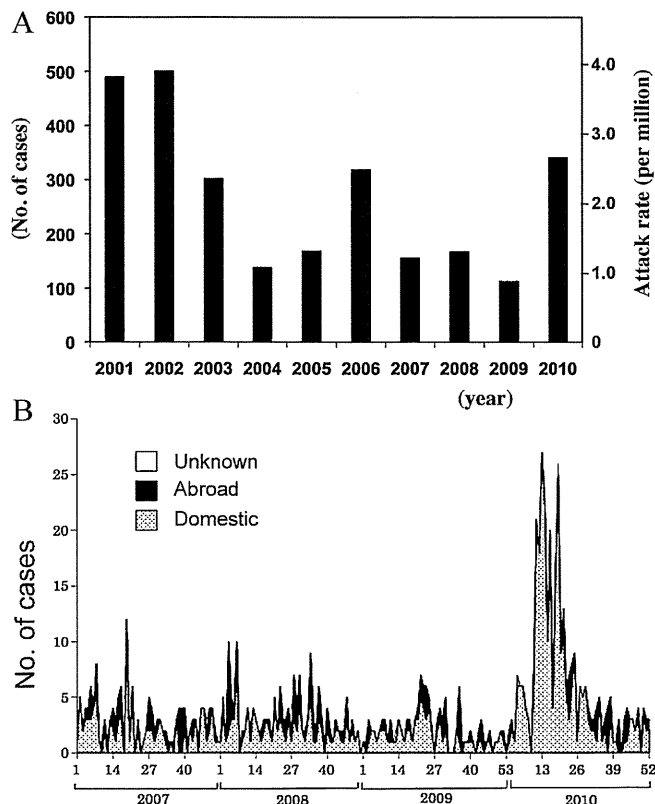 A
(No. of cases)
600
500
400
300
200
100
0
4.0
3.0
2.0
1.0
0
Attack rate (per million)
2001 2002 2003 2004 2005 2006 2007 2008 2009 2010
(year)
B
No. of cases
30
25
20
15
10
5
0
Unknown
Abroad
Domestic
1 14 27 40 1 14 27 40 1 14 27 40 53 13 26 39 52
2007 2008 2009 2010